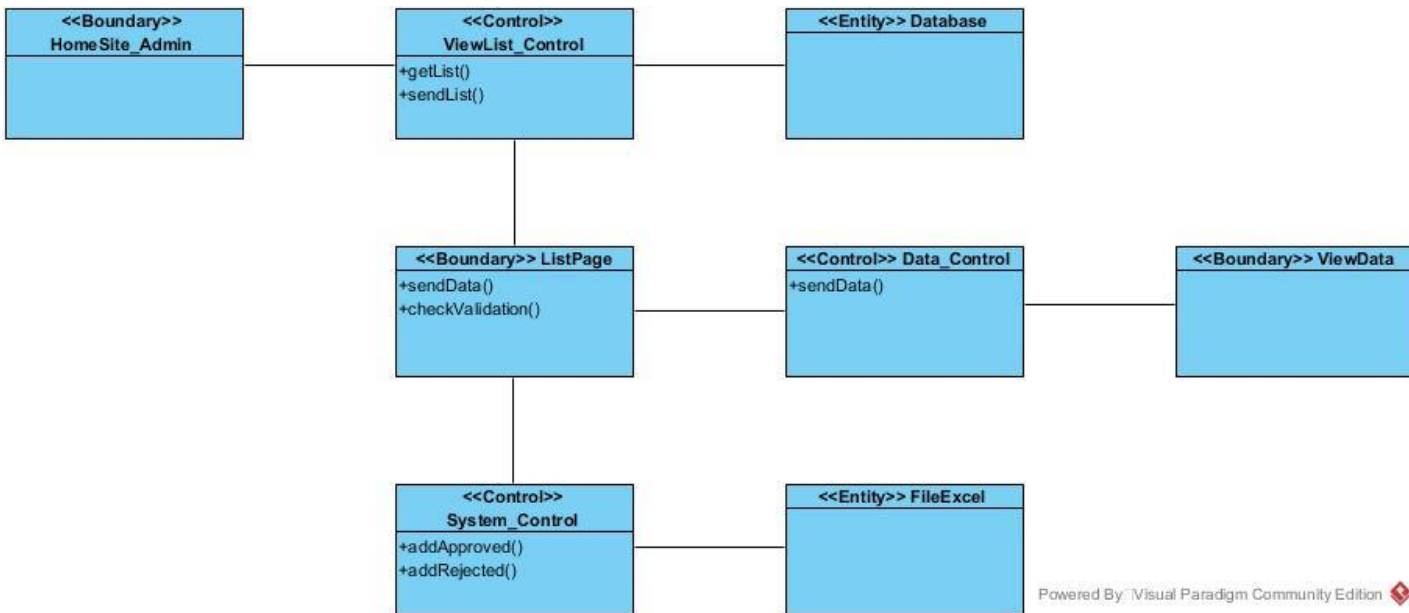 <<Boundary>>
HomeSite_Admin
<<Control>>
ViewList_Control
+getList()
+sendList()
<<Entity>> Database
<<Boundary>> ListPage
+sendData()
+checkValidation()
<<Control>> Data_Control
+sendData()
<<Boundary>> ViewData
<<Control>>
System_Control
+addApproved()
+addRejected()
<<Entity>> FileExcel
Powered By Visual Paradigm Community Edition